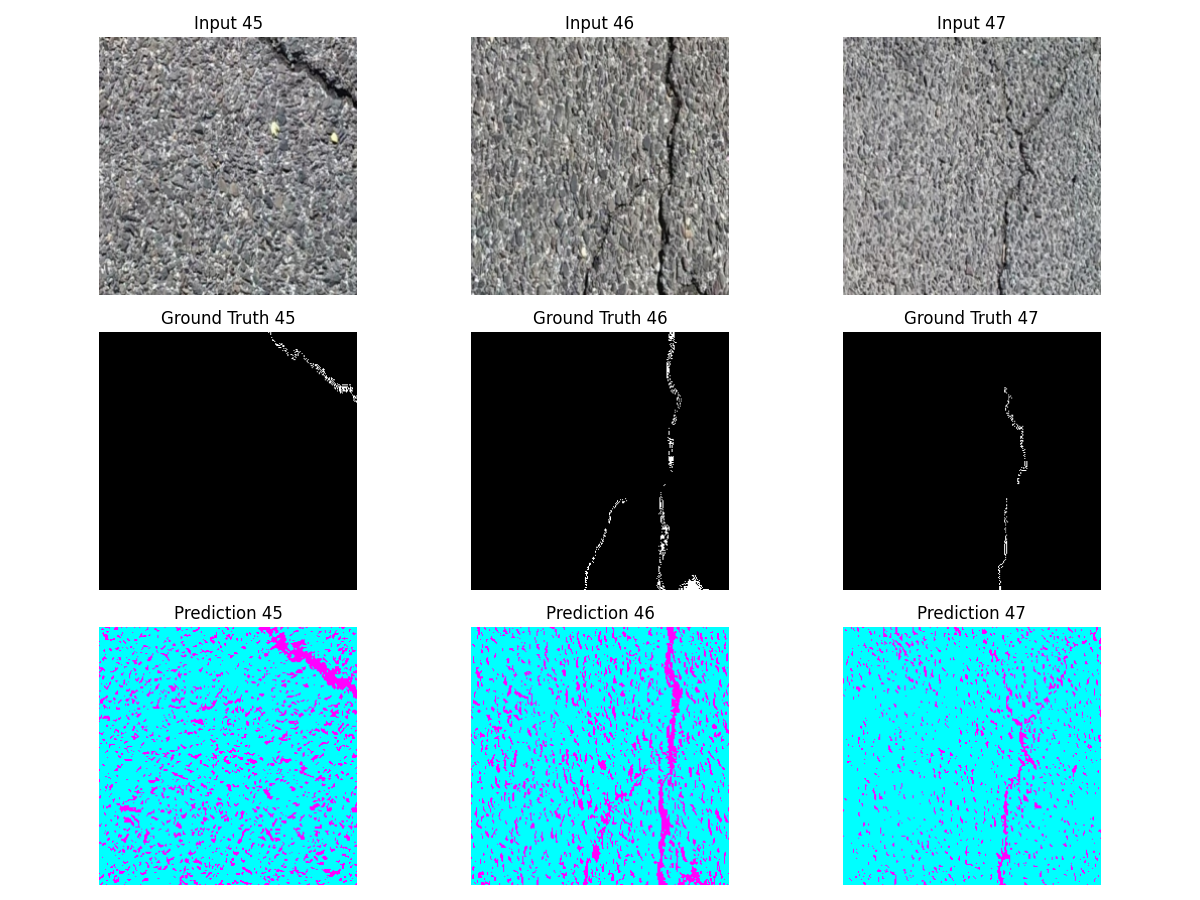 Input 45
Input 46
Input 47
Ground Truth 45
Ground Truth 46
Ground Truth 47
Prediction 45
Prediction 46
Prediction 47